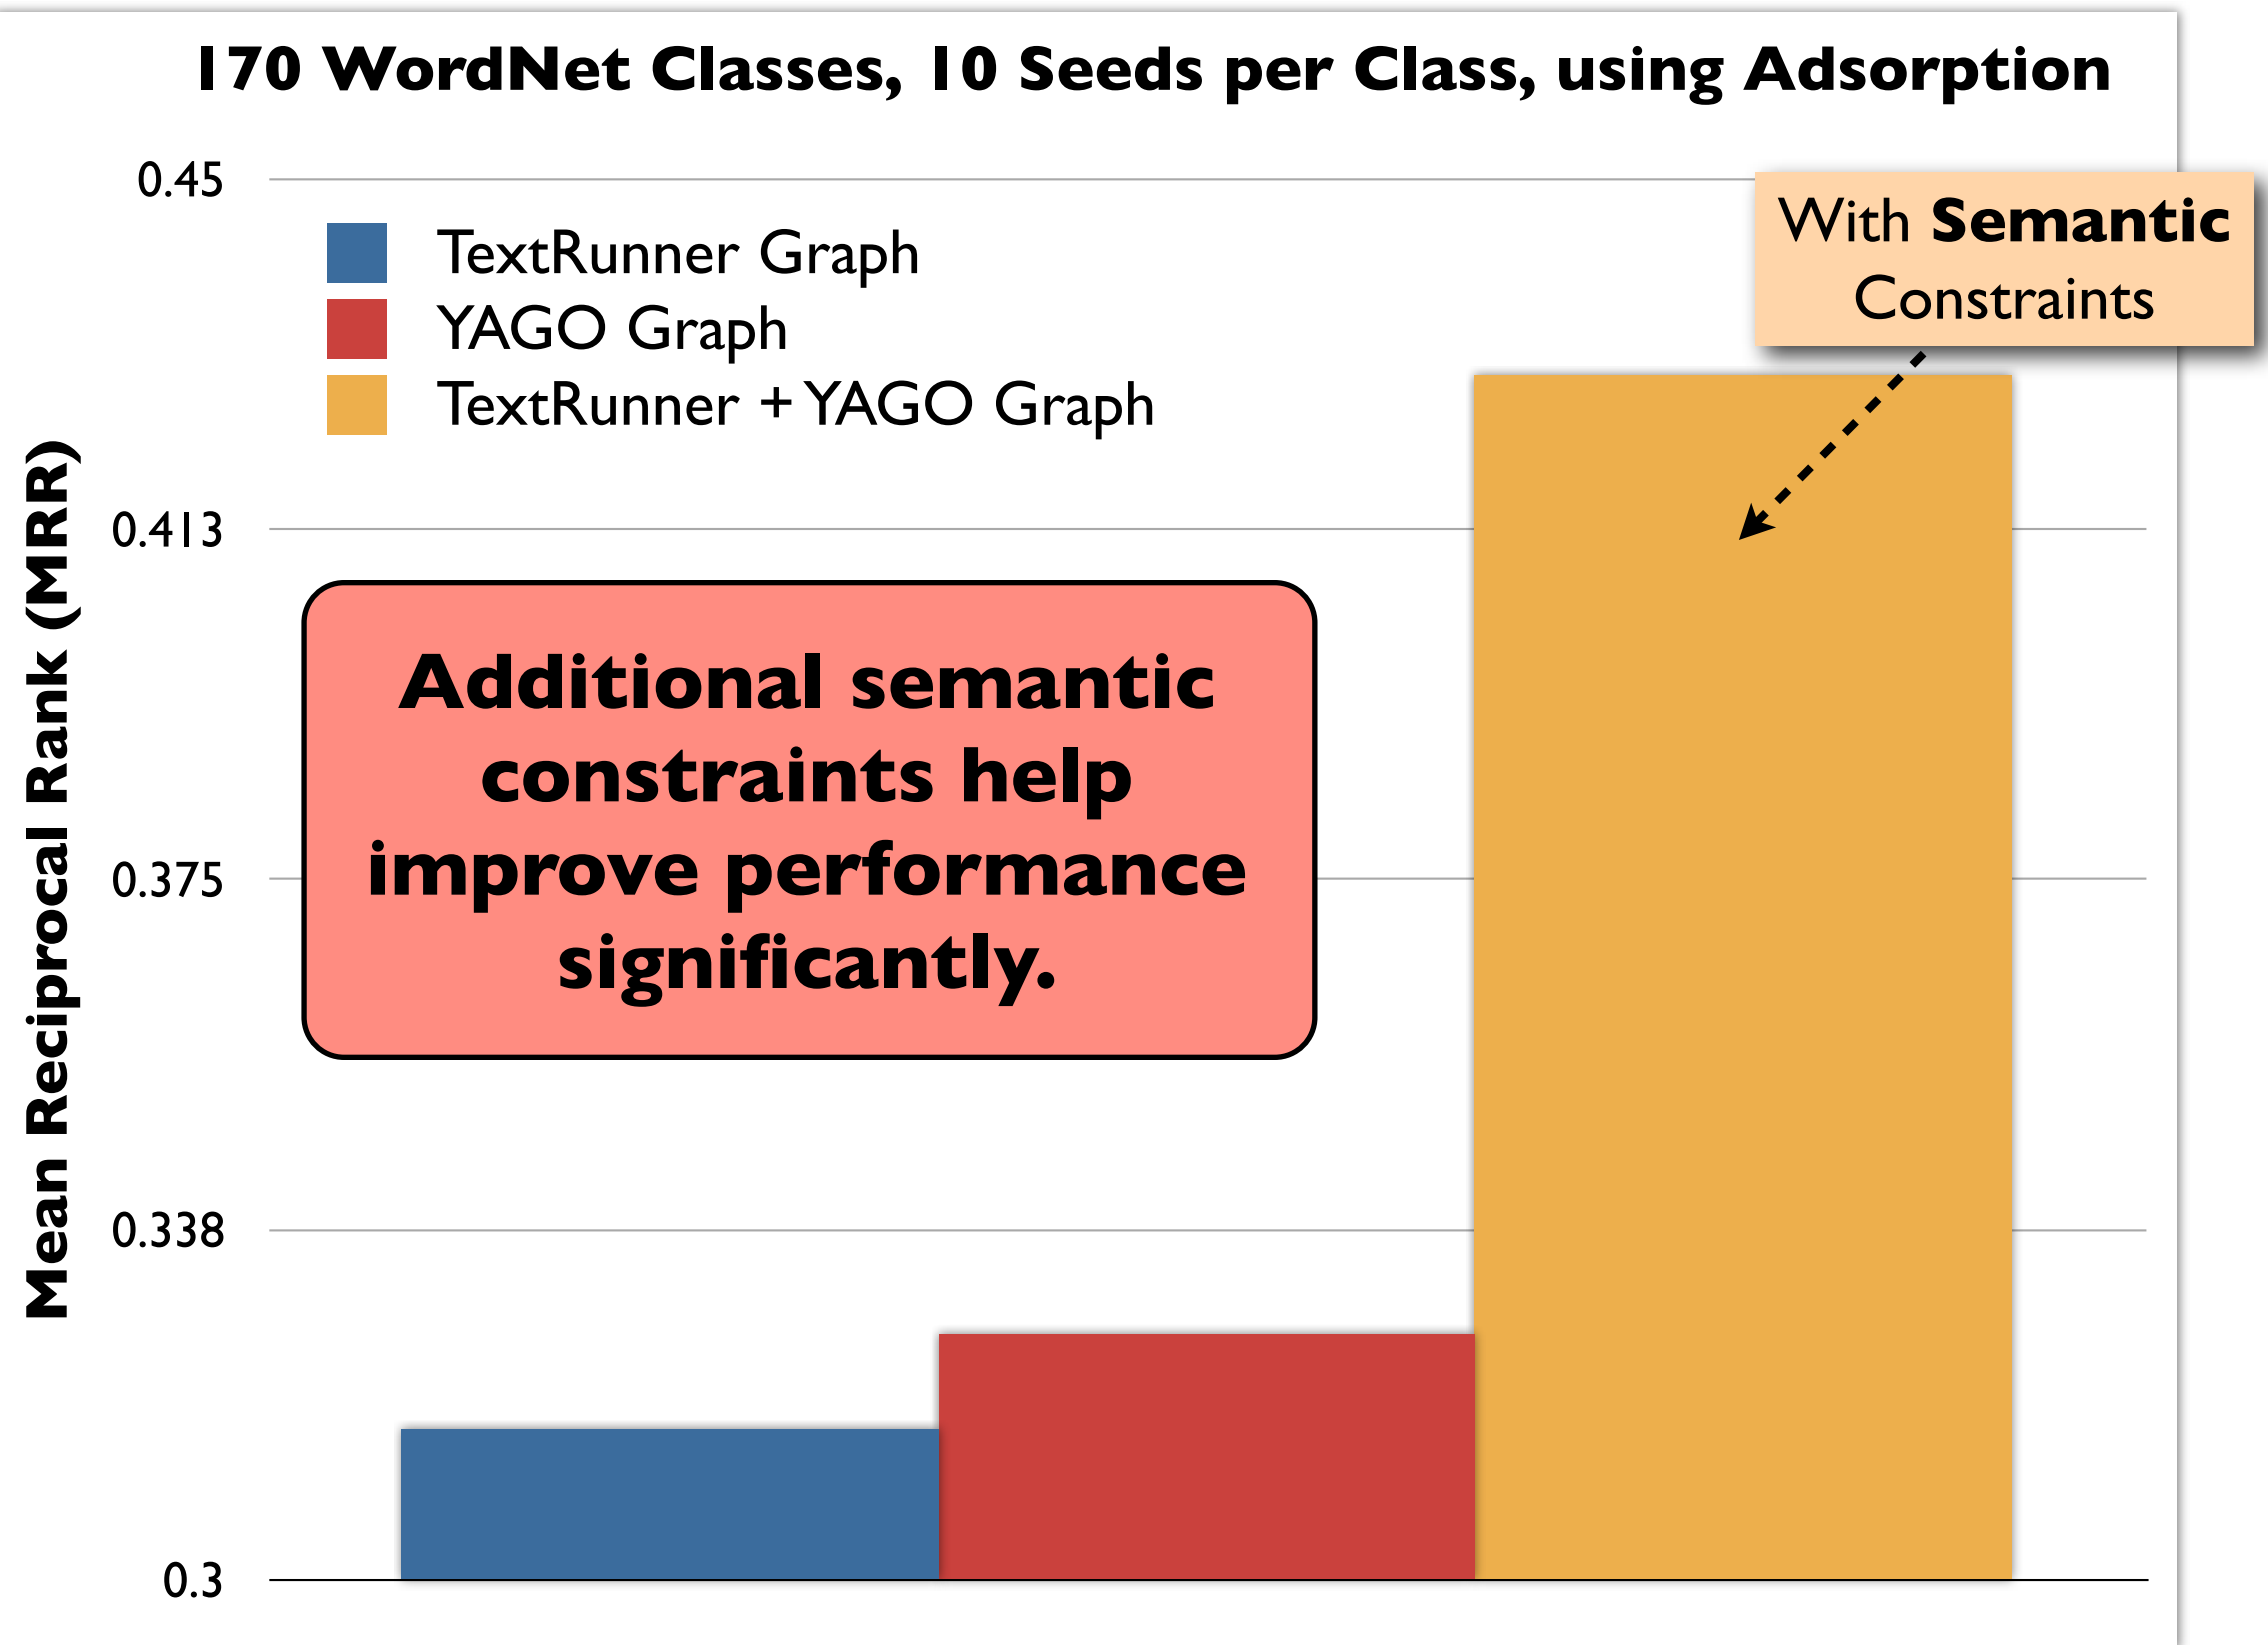 170 WordNet Classes, 10 Seeds per Class, using Adsorption
0.45
With Semantic
Constraints
TextRunner Graph
YAGO Graph
TextRunner + YAGO Graph
Mean Reciprocal Rank (MRR)
0.413
Additional semantic
constraints help
improve performance
significantly.
0.375
0.338
0.3